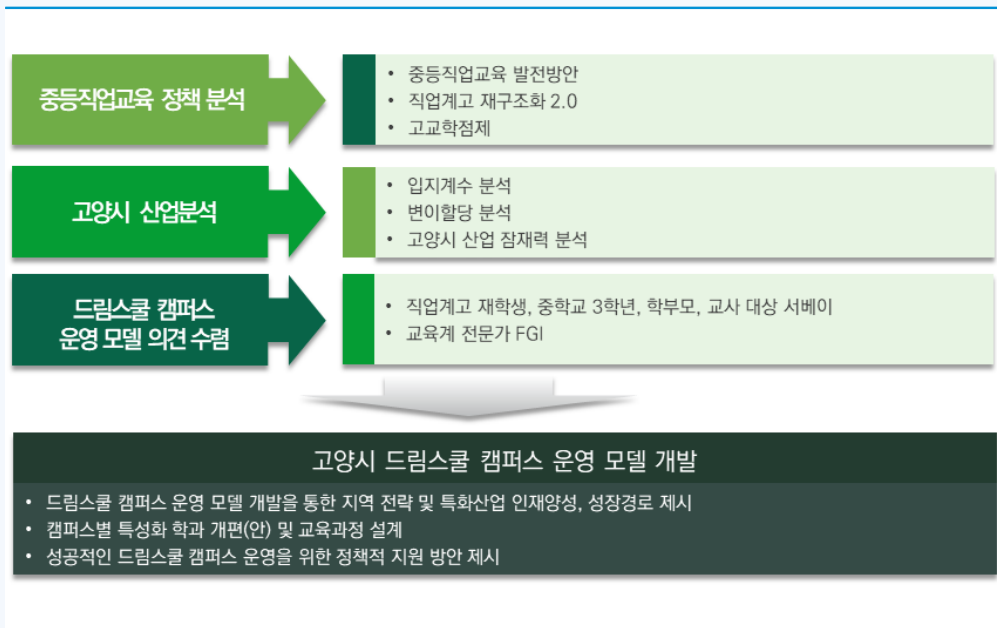 중등직업교육 정책 분석
• 중등직업교육 발전방안
• 직업계고 재구조화 2.0
• 고교학점제
고양시 산업분석
• 입지계수 분석
• 변이할당 분석
• 고양시 산업 잠재력 분석
드림스쿨 캠퍼스
운영 모델 의견 수렴
• 직업계고 재학생, 중학교 3학년, 학부모, 교사 대상 서베이
• 교육계 전문가 FGI
고양시 드림스쿨 캠퍼스 운영 모델 개발
• 드림스쿨 캠퍼스 운영 모델 개발을 통한 지역 전략 및 특화산업 인재양성, 성장경로 제시
• 캠퍼스별 특성화 학과 개편(안) 및 교육과정 설계
• 성공적인 드림스쿨 캠퍼스 운영을 위한 정책적 지원 방안 제시